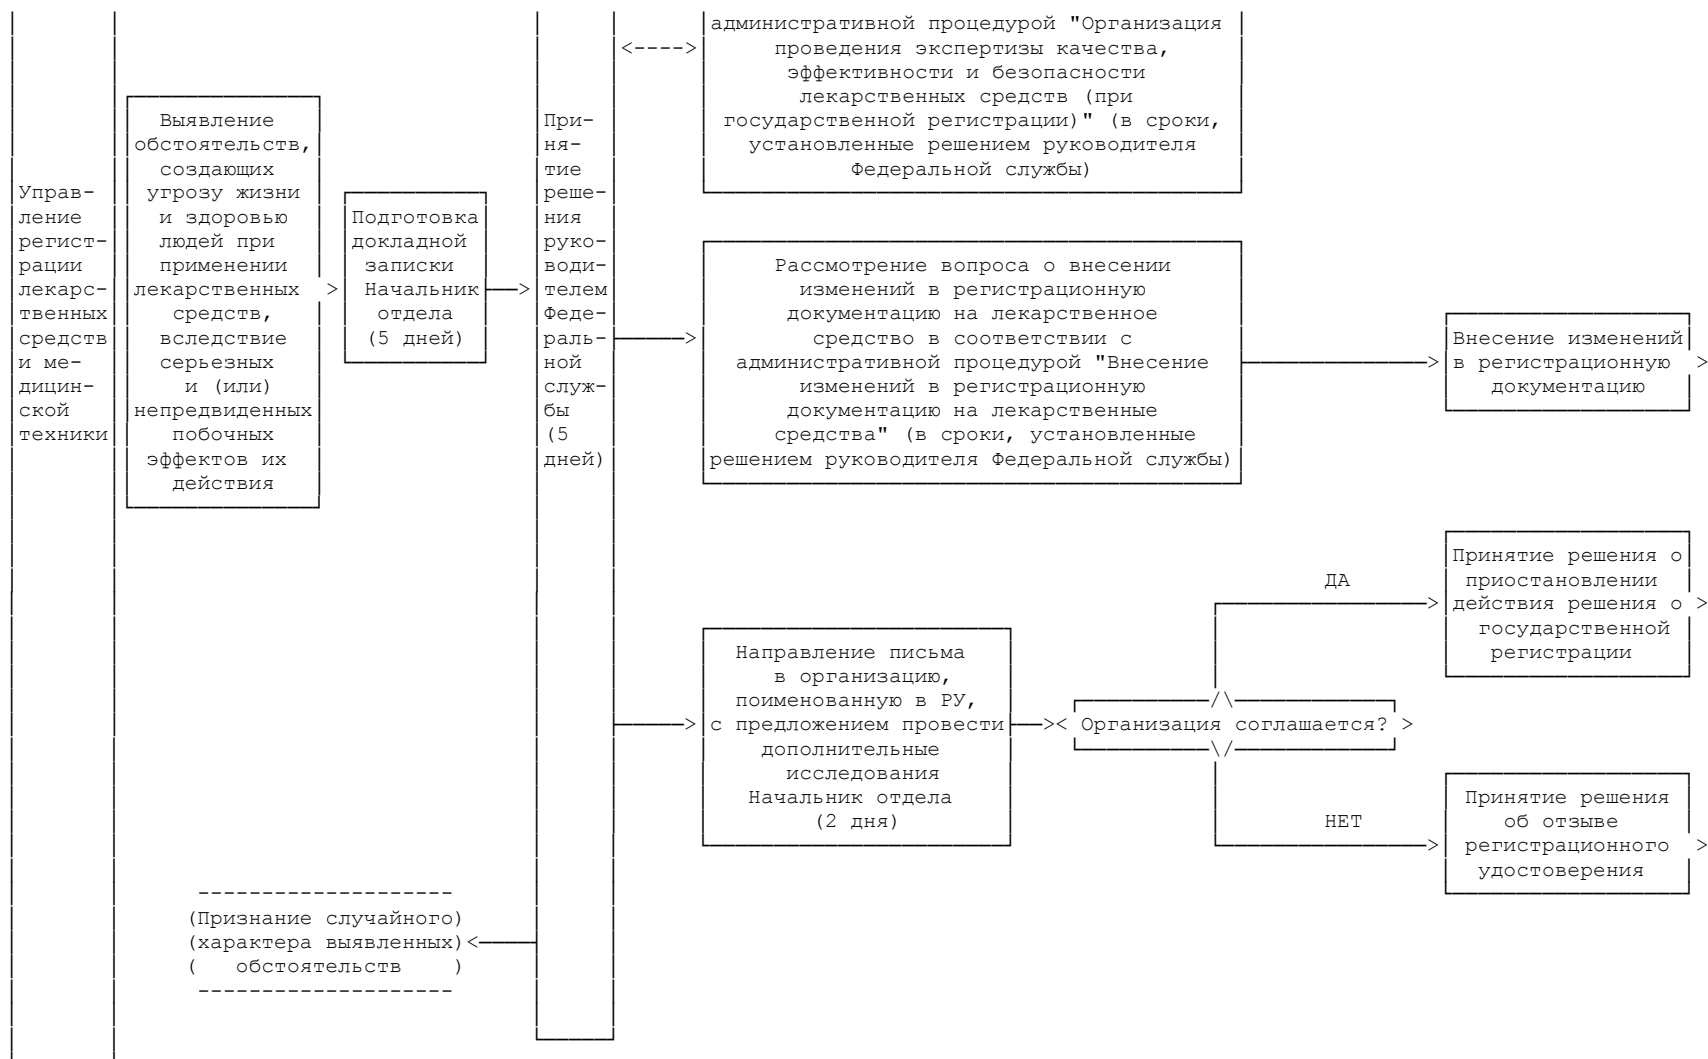 административной процедурой "Организация
проведения экспертизы качества,
эффективности и безопасности
лекарственных средств (при
государственной регистрации)" (в сроки,
установленные решением руководителя
Федеральной службы)
Управ-
ление
регист-
рации
лекарс-
твенных
средств
и ме-
дицин-
ской
техники
Выявление
обстоятельств,
создающих
угрозу жизни
и здоровью
людей при
применении
лекарственных
средств,
вследствие
серьезных
и (или)
непредвиденных
побочных
эффектов их
действия
Подготовка
докладной
записки
Начальник
отдела
(5 дней)
При-
ня-
тие
реше-
ния
руко-
води-
телем
Феде-
раль-
ной
служ-
бы
(5
дней)
Рассмотрение вопроса о внесении
изменений в регистрационную
документацию на лекарственное
средство в соответствии с
административной процедурой "Внесение
изменений в регистрационную
документацию на лекарственные
средства" (в сроки, установленные
решением руководителя Федеральной службы)
Внесение изменений
в регистрационную
документацию
Направление письма
в организацию,
поименованную в РУ,
с предложением провести
дополнительные
исследования
Начальник отдела
(2 дня)
Организация соглашается?
ДА
Принятие решения о
приостановлении
действия решения о
государственной
регистрации
НЕТ
Принятие решения
об отзыве
регистрационного
удостоверения
(Признание случайного)
(характера выявленных)
( обстоятельств )